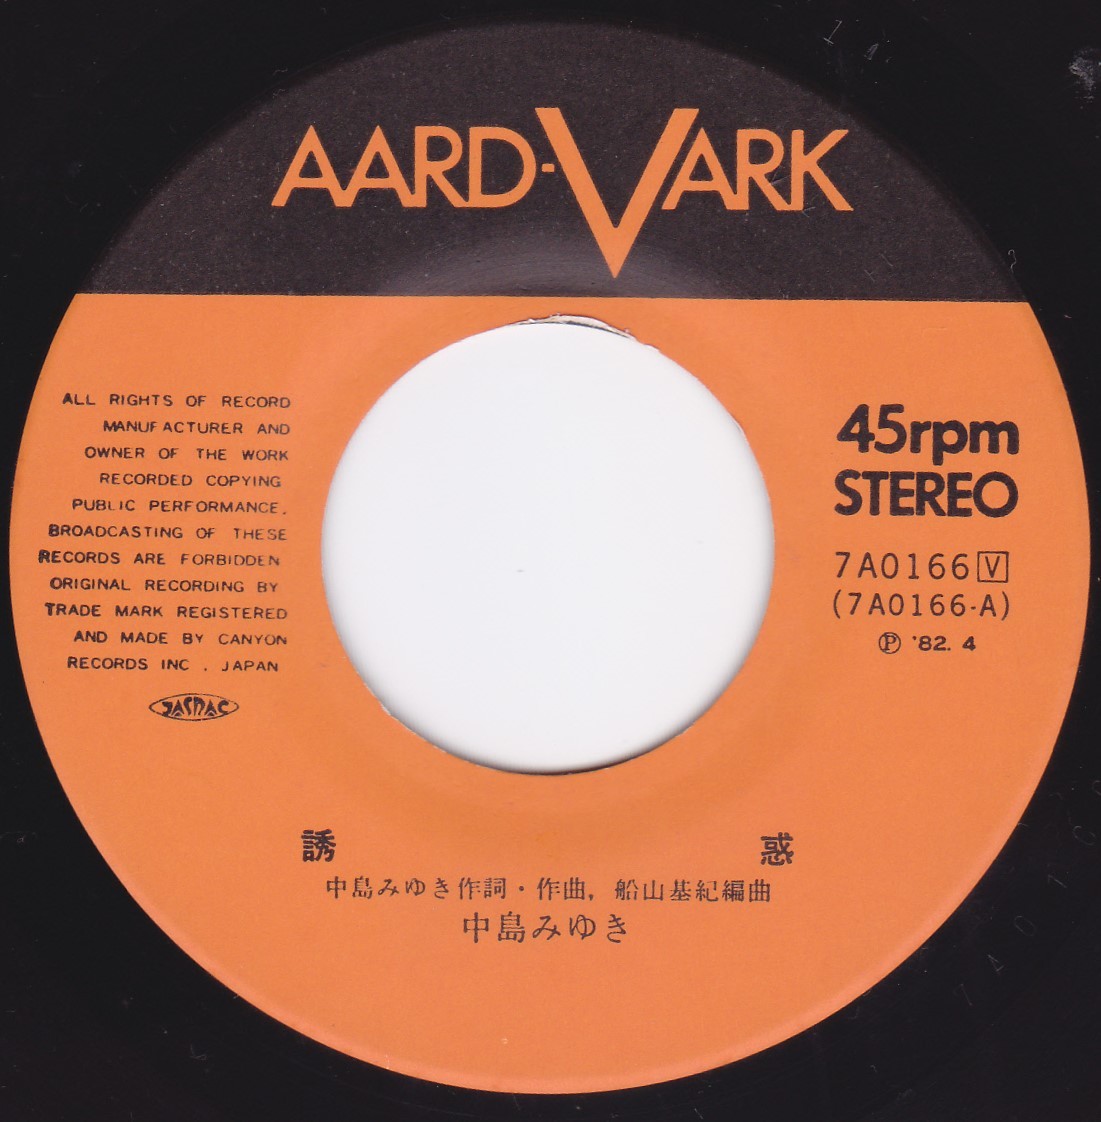 AARD-VARK
ALL RIGHTS OF RECORD
MANUFACTURER AND
OWNER OF THE WORK
RECORDED COPYING
PUBLIC PERFORMANCE.
BROADCASTING OF THESE
RECORDS ARE FORBIDDEN
ORIGINAL RECORDING BY
TRADE MARK REGISTERED
AND MADE BY CANYON
RECORDS INC . JAPAN
JASRAC
45rpm
STEREO
7A0166 V
(7A0166-A)
Ⓟ '82. 4
誘 惑
中島みゆき作詞・作曲, 船山基紀編曲
中島みゆき